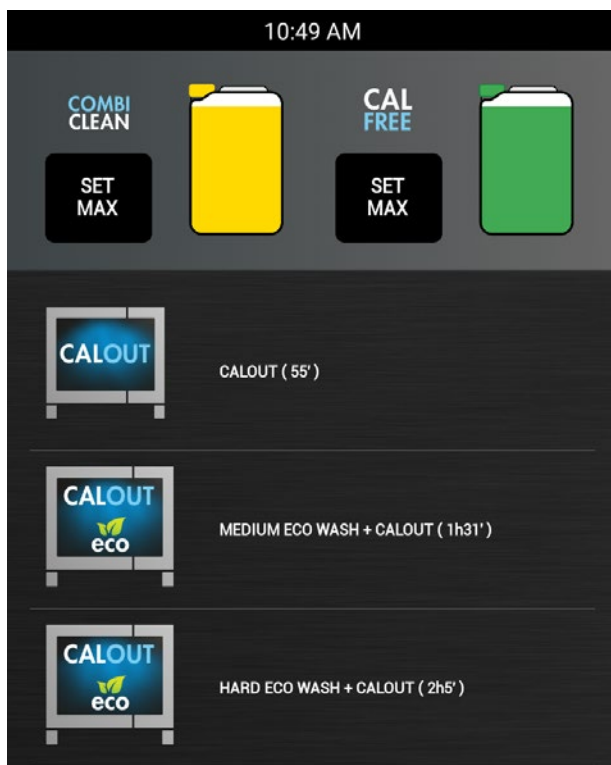 10:49 AM
COMBI
CLEAN
SET
MAX
CAL
FREE
SET
MAX
CALOUT
CALOUT ( 55' )
CALOUT
eco
MEDIUM ECO WASH + CALOUT ( 1h31' )
CALOUT
eco
HARD ECO WASH + CALOUT ( 2h5' )